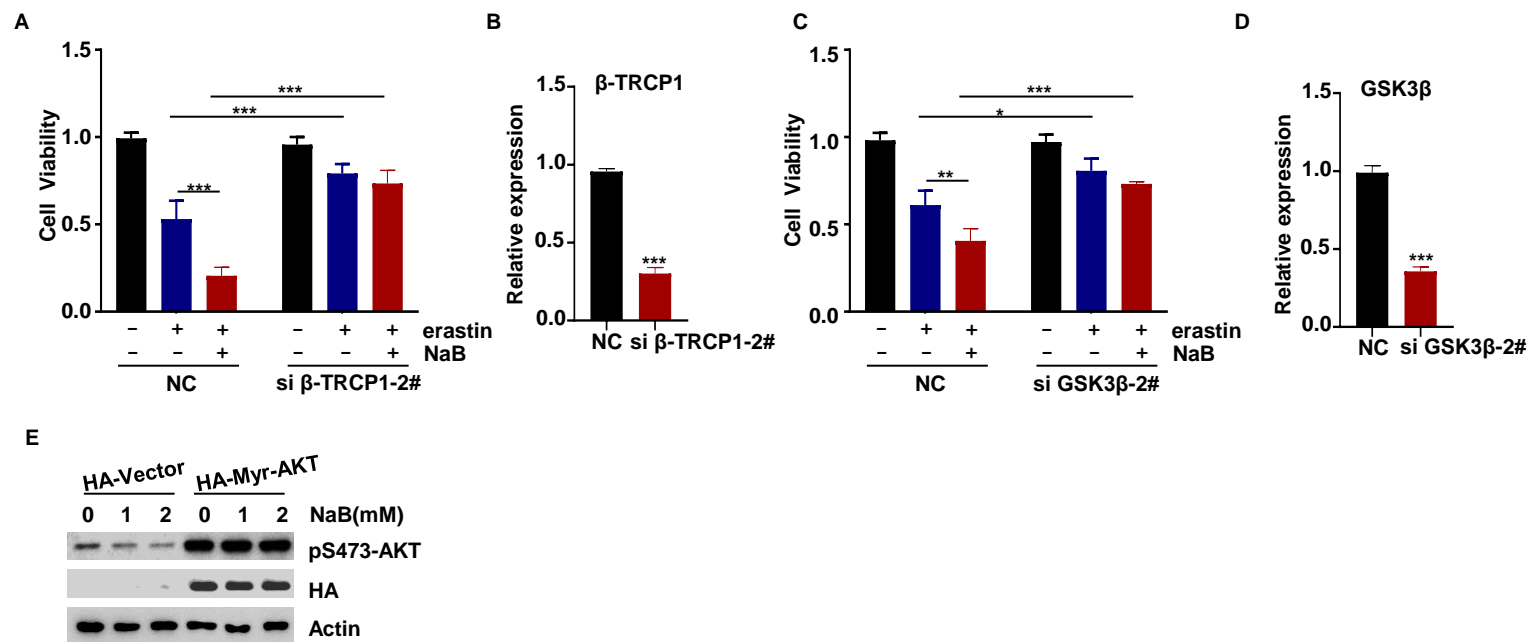 A
1.5
1.0
0.5
0.0
Cell Viability
***
***
***
− + + − + + erastin
− − + − − + NaB
NC si β-TRCP1-2#
B
β-TRCP1
1.5
1.0
0.5
0.0
Relative expression
***
NC si β-TRCP1-2#
C
1.5
1.0
0.5
0.0
Cell Viability
***
*
**
− + + − + + erastin
− − + − − + NaB
NC si GSK3β-2#
D
GSK3β
1.5
1.0
0.5
0.0
Relative expression
***
NC si GSK3β-2#
E
HA-Vector HA-Myr-AKT
0 1 2 0 1 2 NaB(mM)
pS473-AKT
HA
Actin